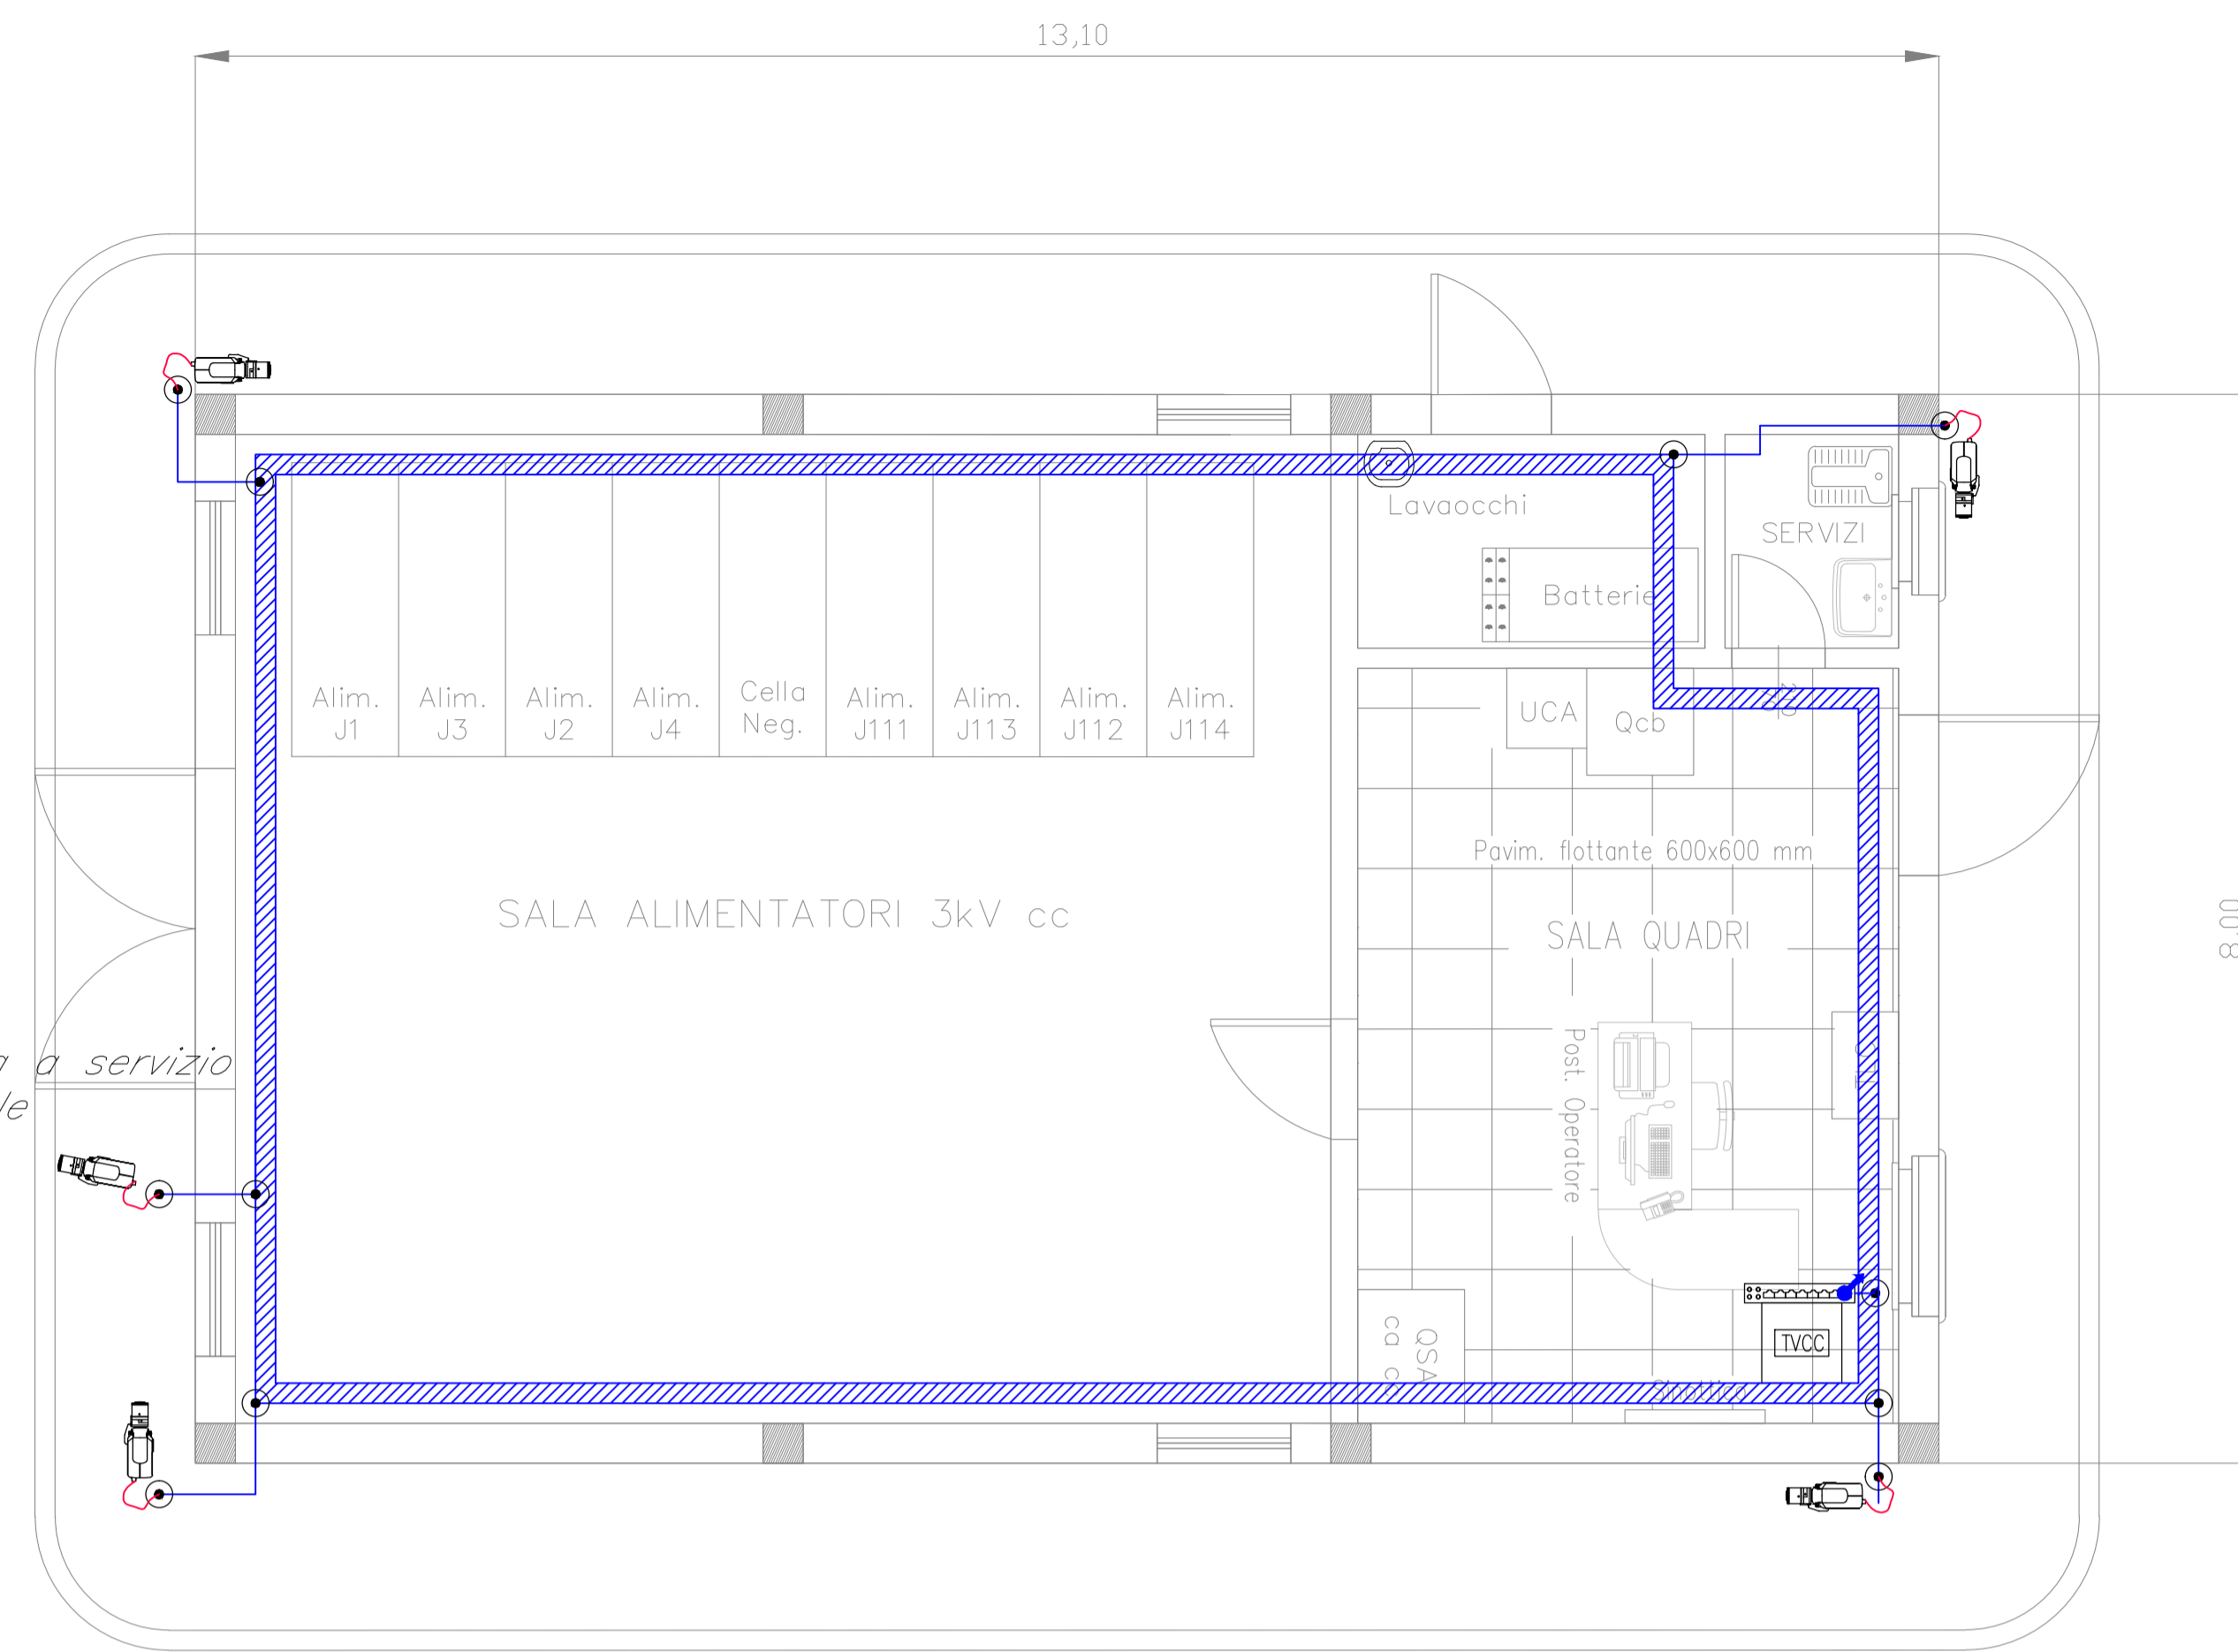 13,10
Lavaocchi
SERVIZI
Batterie
Alim.
J1
Alim.
J3
Alim.
J2
Alim.
J4
Cella
Neg.
Alim.
J111
Alim.
J113
Alim.
J112
Alim.
J114
UCA
Qcb
Pavim. flottante 600x600 mm
SALA ALIMENTATORI 3kV cc
SALA QUADRI
8,00
a servizio
Post. Operatore
TVCC
QSA
ca cc
Sinottico